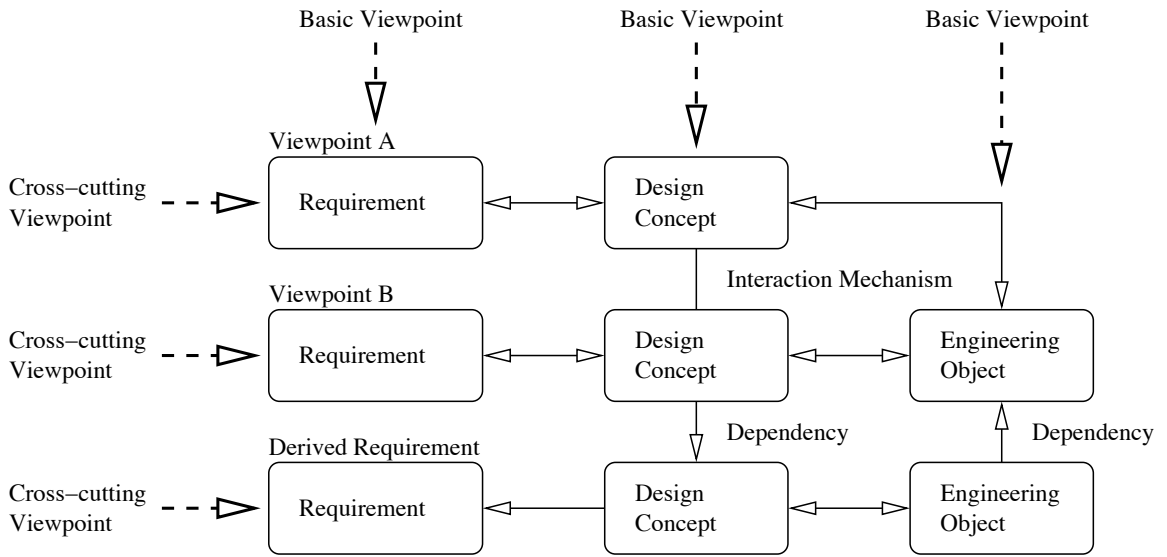 Basic Viewpoint
Basic Viewpoint
Basic Viewpoint
Viewpoint A
Cross−cutting
Viewpoint
Requirement
Design
Concept
Interaction Mechanism
Viewpoint B
Cross−cutting
Viewpoint
Requirement
Design
Concept
Engineering
Object
Dependency
Dependency
Derived Requirement
Cross−cutting
Viewpoint
Requirement
Design
Concept
Engineering
Object